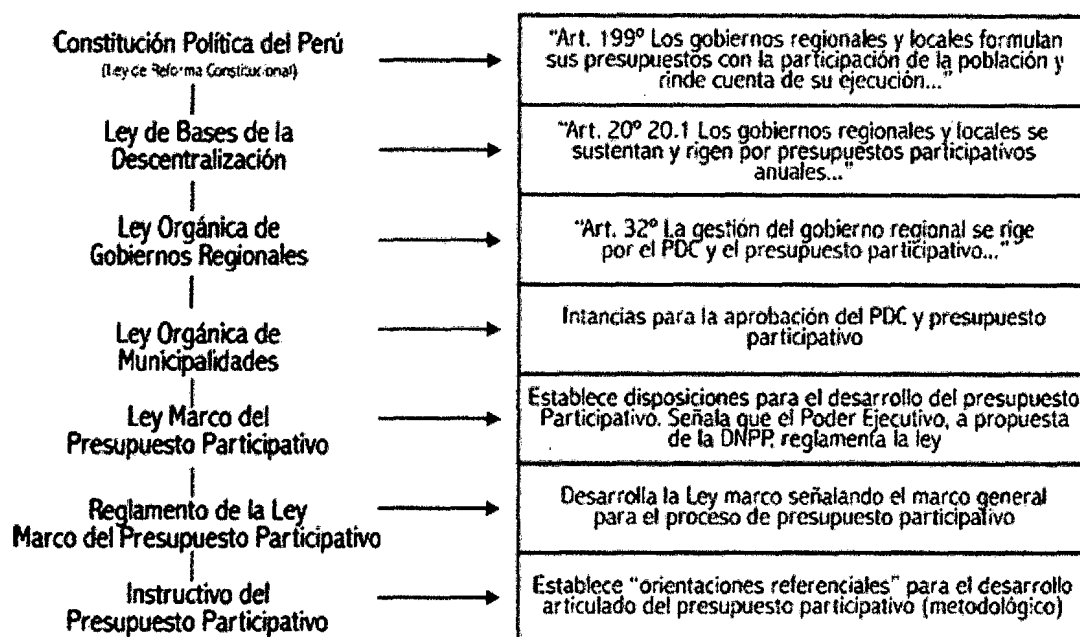 Constitución Política del Perú
(Ley de Reforma Constitucional)
"Art. 199º Los gobiernos regionales y locales formulan
sus presupuestos con la participación de la población y
rinde cuenta de su ejecución..."
Ley de Bases de la
Descentralización
"Art. 20º 20.1 Los gobiernos regionales y locales se
sustentan y rigen por presupuestos participativos
anuales..."
Ley Orgánica de
Gobiernos Regionales
"Art. 32º La gestión del gobierno regional se rige
por el PDC y el presupuesto participativo..."
Ley Orgánica de
Municipalidades
Intancias para la aprobación del PDC y presupuesto
participativo
Ley Marco del
Presupuesto Participativo
Establece disposiciones para el desarrollo del presupuesto
Participativo. Señala que el Poder Ejecutivo, a propuesta
de la DNPP, reglamenta la ley
Reglamento de la Ley
Marco del Presupuesto Participativo
Desarrolla la Ley marco señalando el marco general
para el proceso de presupuesto participativo
Instructivo del
Presupuesto Participativo
Establece "orientaciones referenciales" para el desarrollo
articulado del presupuesto participativo (metodológico)